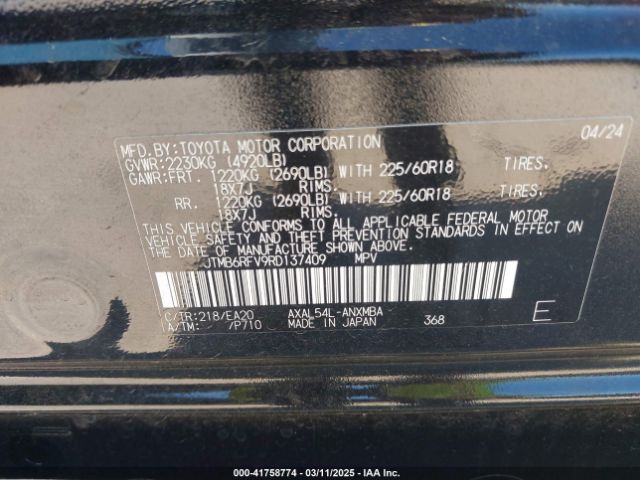 MFD.BY:TOYOTA MOTOR CORPORATION 04/24
GVWR:2230KG (4920LB)
GAWR:FRT. 1220KG (2690LB) WITH 225/60R18 TIRES.
18X7J RIMS.
RR. 1220KG (2690LB) WITH 225/60R18 TIRES.
18X7J RIMS.
THIS VEHICLE CONFORMS TO ALL APPLICABLE FEDERAL MOTOR
VEHICLE SAFETY AND THEFT PREVENTION STANDARDS IN EFFECT ON
THE DATE OF MANUFACTURE SHOWN ABOVE.
JTMB6RFV9RD137409 MPV
C/TR:218/EA20 AXAL54L-ANXMBA
A/TM: /P710 MADE IN JAPAN 368 E
000-41758774 — 03/11/2025 — IAA Inc.